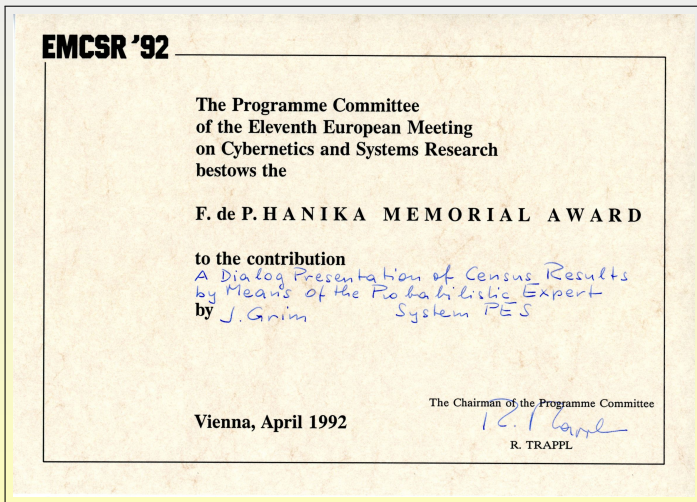 EMCSR '92
The Programme Committee
of the Eleventh European Meeting
on Cybernetics and Systems Research
bestows the
F. de P. HANIKA MEMORIAL AWARD
to the contribution
A Dialog Presentation of Census Results
by Means of the Probabilistic Expert
by J. Grim System PES
The Chairman of the Programme Committee
R. Trappl
Vienna, April 1992
R. TRAPPL